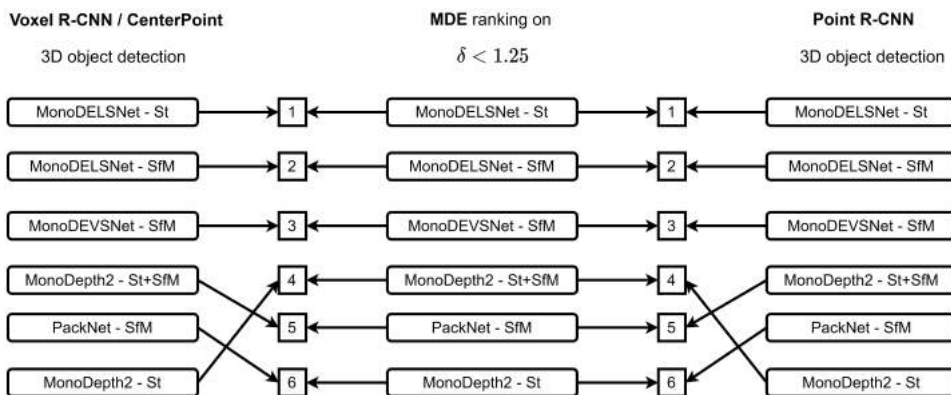 Voxel R-CNN / CenterPoint MDE ranking on Point R-CNN
3D object detection δ < 1.25 3D object detection
MonoDELSNet - St 1 MonoDELSNet - St 1 MonoDELSNet - St
MonoDELSNet - SfM 2 MonoDELSNet - SfM 2 MonoDELSNet - SfM
MonoDEVSNet - SfM 3 MonoDEVSNet - SfM 3 MonoDEVSNet - SfM
MonoDepth2 - St+SfM 4 MonoDepth2 - St+SfM 4 MonoDepth2 - St+SfM
PackNet - SfM 5 PackNet - SfM 5 PackNet - SfM
MonoDepth2 - St 6 MonoDepth2 - St 6 MonoDepth2 - St